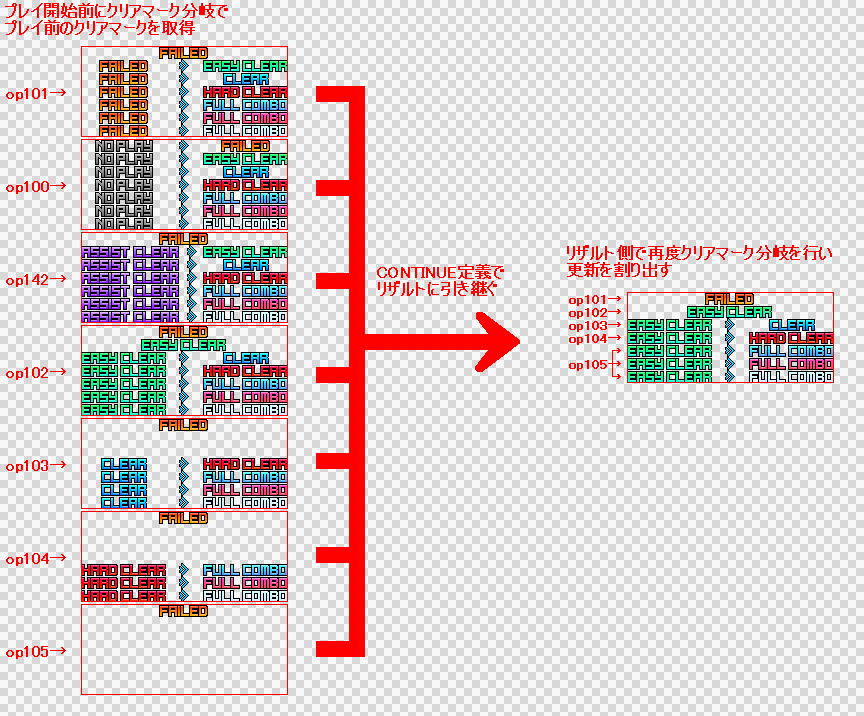 プレイ開始前にクリアマーク分岐で
プレイ前のクリアマークを取得
op101→
FAILED
FAILED EASY CLEAR
FAILED CLEAR
FAILED HARD CLEAR
FAILED FULL COMBO
FAILED FULL COMBO
FAILED FULL COMBO
op100→
NO PLAY FAILED
NO PLAY EASY CLEAR
NO PLAY CLEAR
NO PLAY HARD CLEAR
NO PLAY FULL COMBO
NO PLAY FULL COMBO
NO PLAY FULL COMBO
op142→
FAILED
ASSIST CLEAR EASY CLEAR
ASSIST CLEAR CLEAR
ASSIST CLEAR HARD CLEAR
ASSIST CLEAR FULL COMBO
ASSIST CLEAR FULL COMBO
ASSIST CLEAR FULL COMBO
op102→
FAILED
EASY CLEAR
EASY CLEAR CLEAR
EASY CLEAR HARD CLEAR
EASY CLEAR FULL COMBO
EASY CLEAR FULL COMBO
EASY CLEAR FULL COMBO
op103→
FAILED
CLEAR HARD CLEAR
CLEAR FULL COMBO
CLEAR FULL COMBO
CLEAR FULL COMBO
op104→
FAILED
HARD CLEAR FULL COMBO
HARD CLEAR FULL COMBO
HARD CLEAR FULL COMBO
op105→
FAILED
CONTINUE定義で
リザルトに引き継ぐ
リザルト側で再度クリアマーク分岐を行い
更新を割り出す
op101→ FAILED
op102→ EASY CLEAR
op103→ EASY CLEAR CLEAR
op104→ EASY CLEAR HARD CLEAR
EASY CLEAR FULL COMBO
op105→ EASY CLEAR FULL COMBO
EASY CLEAR FULL COMBO